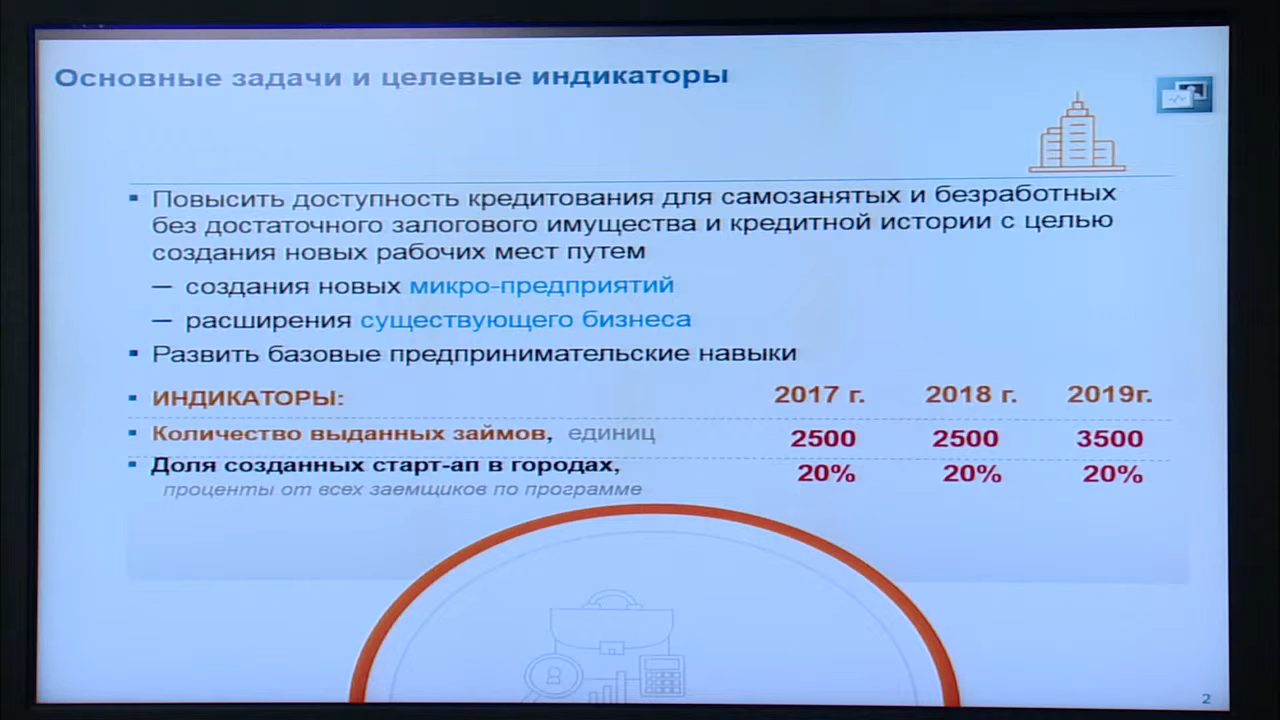 Основные задачи и целевые индикаторы
▪ Повысить доступность кредитования для самозанятых и безработных
без достаточного залогового имущества и кредитной истории с целью
создания новых рабочих мест путем
— создания новых микро-предприятий
— расширения существующего бизнеса
▪ Развить базовые предпринимательские навыки
▪ ИНДИКАТОРЫ: 2017 г. 2018 г. 2019г.
▪ Количество выданных займов, единиц 2500 2500 3500
▪ Доля созданных старт-ап в городах, 20% 20% 20%
проценты от всех заемщиков по программе
2